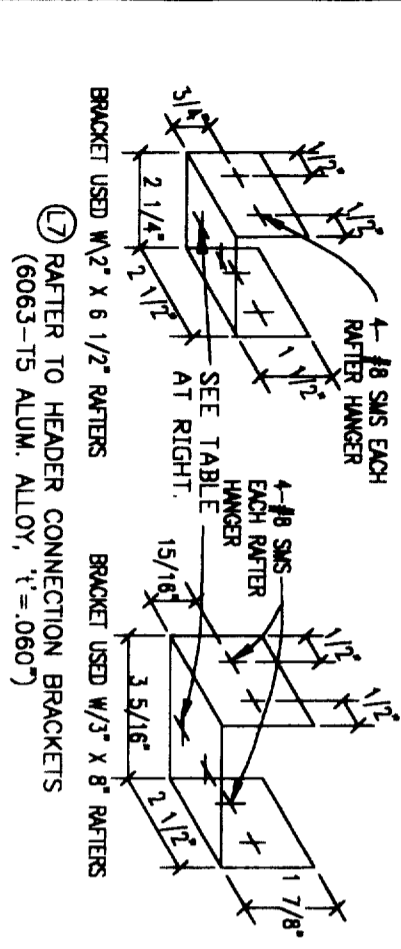 4-#8 SMS EACH
RAFTER HANGER
1/2"
1/2"
3/4"
2 1/4"
2 1/2"
1 1/2"
BRACKET USED W\2" X 6 1/2" RAFTERS
SEE TABLE
AT RIGHT.
4-#8 SMS
EACH RAFTER
HANGER
1/2"
1/2"
15/16"
3 5/16"
2 1/2"
1 7/8"
BRACKET USED W/3" X 8" RAFTERS
L7 RAFTER TO HEADER CONNECTION BRACKETS
(6063-T5 ALUM. ALLOY, 't'=.060")